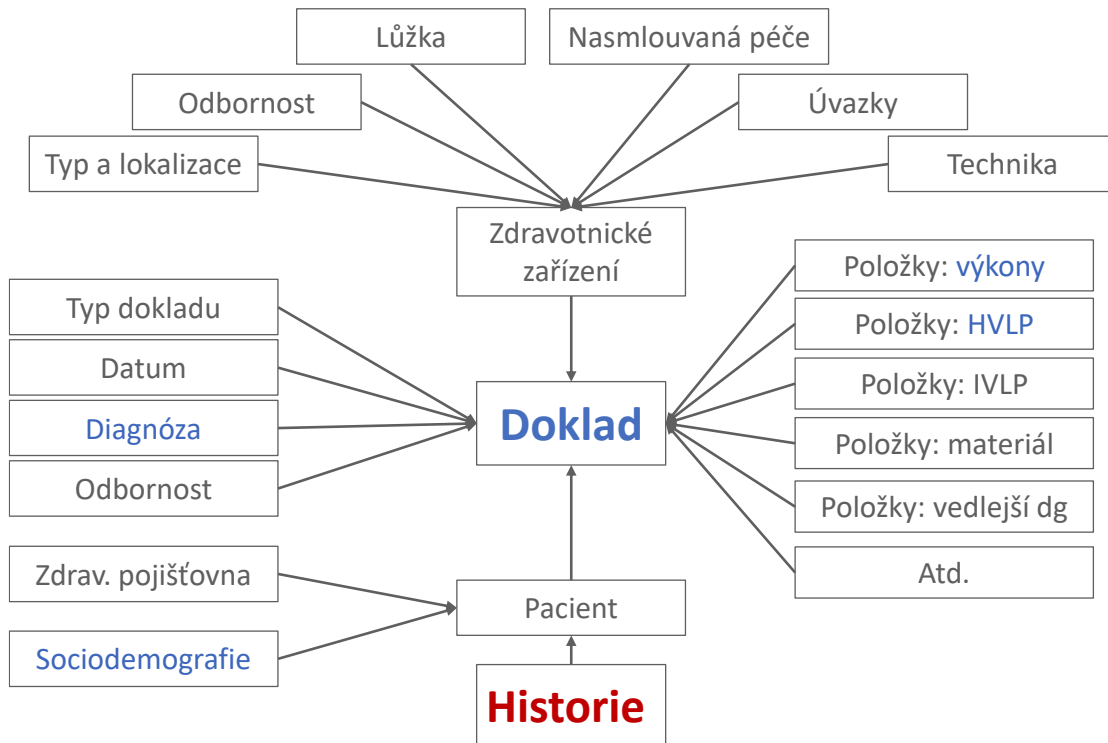 Lůžka
Nasmlouvaná péče
Odbornost
Úvazky
Typ a lokalizace
Technika
Zdravotnické
zařízení
Typ dokladu
Datum
Diagnóza
Odbornost
Doklad
Položky: výkony
Položky: HVLP
Položky: IVLP
Položky: materiál
Položky: vedlejší dg
Atd.
Zdrav. pojišťovna
Sociodemografie
Pacient
Historie